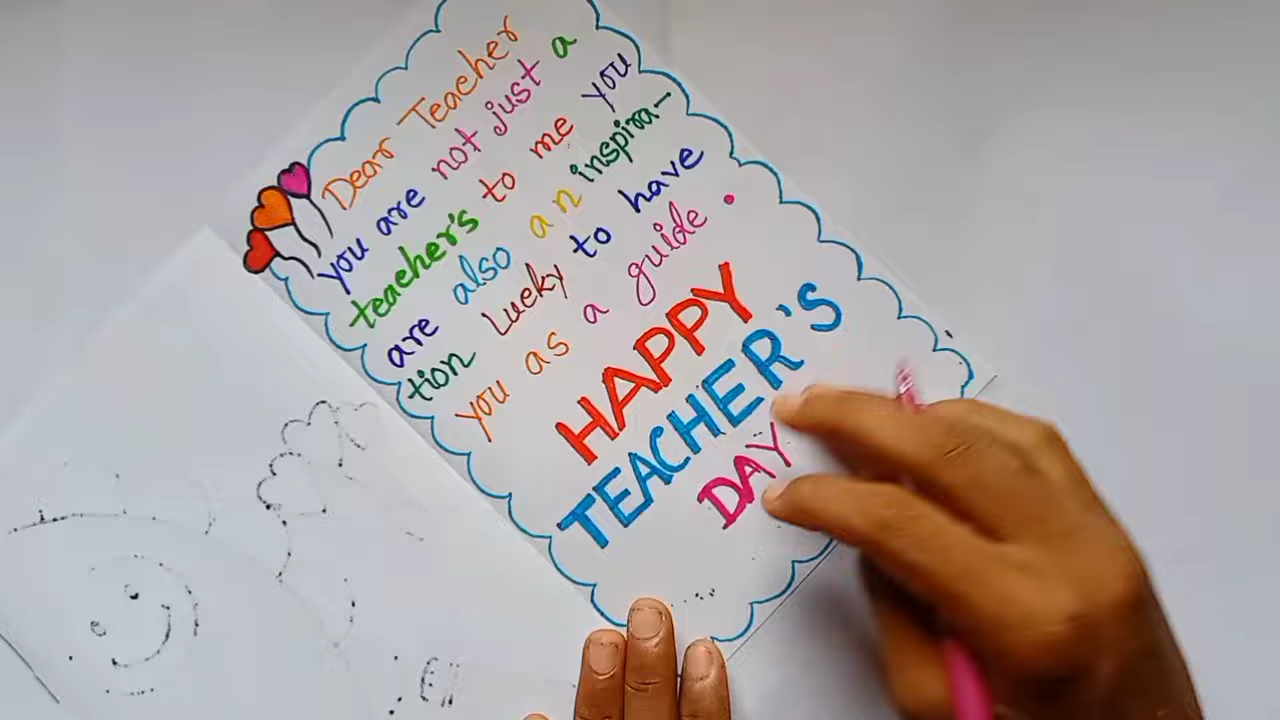 Dear Teacher
you are not just a
teacher's to me you
are also an inspira-
tion Lucky to have
you as a guide.
HAPPY
TEACHER'S
DAY